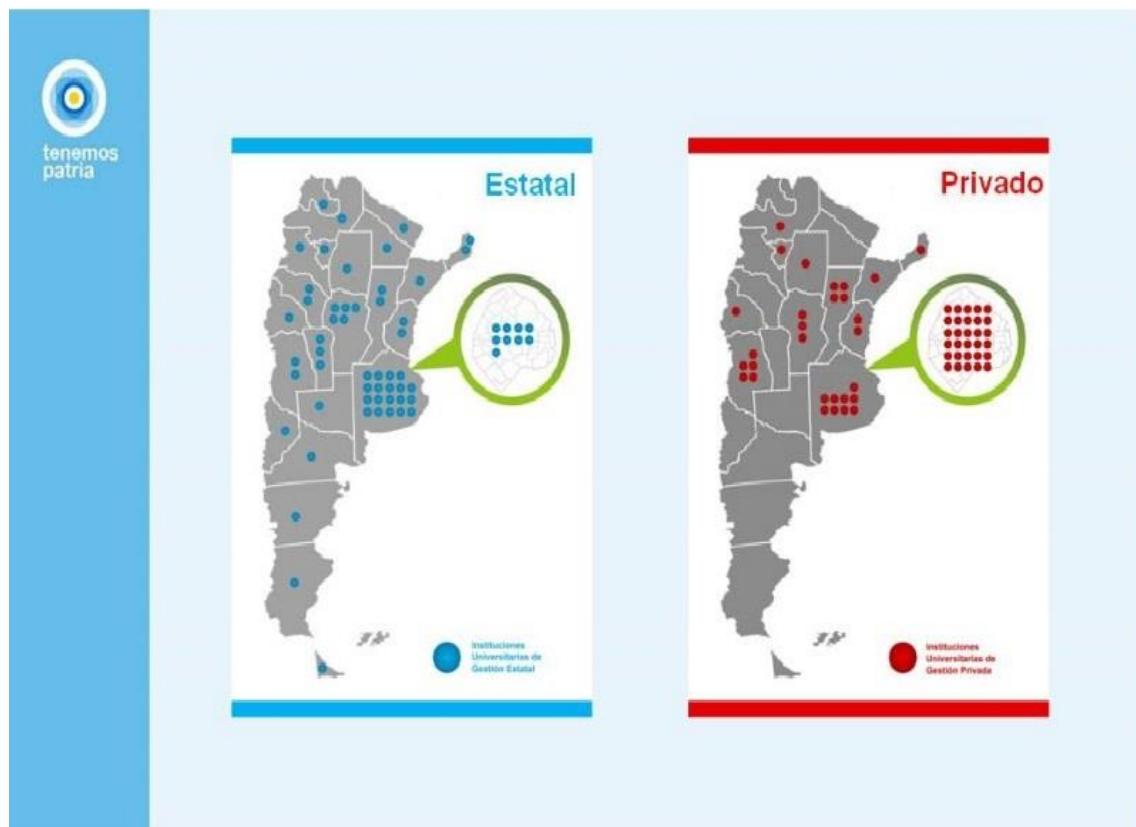 tenemos
patria
Estatal
Instituciones
Universitarias de
Gestión Estatal
Privado
Instituciones
Universitarias de
Gestión Privada